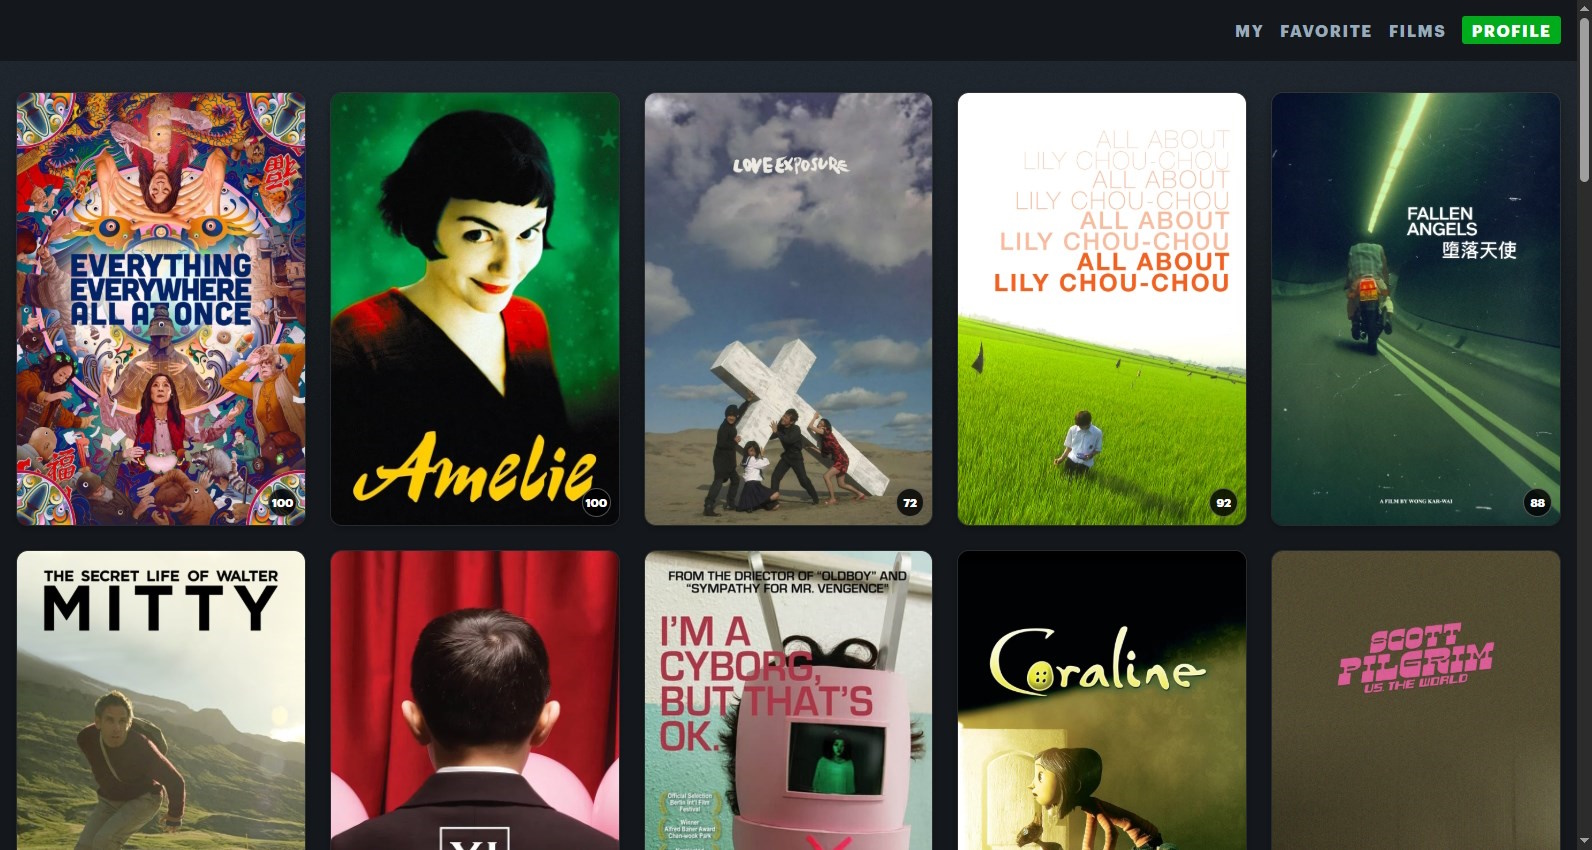 MY FAVORITE FILMS PROFILE
EVERYTHING
EVERYWHERE
ALL AT ONCE
福
福
100
Amelie
100
LOVE EXPOSURE
72
ALL ABOUT
LILY CHOU-CHOU
ALL ABOUT
LILY CHOU-CHOU
ALL ABOUT
LILY CHOU-CHOU
ALL ABOUT
LILY CHOU-CHOU
92
FALLEN
ANGELS
墮落天使
A FILM BY WONG KAR-WAI
88
THE SECRET LIFE OF WALTER
MITTY
XI
FROM THE DRIECTOR OF "OLDBOY" AND
"SYMPATHY FOR MR. VENGENCE"
I'M A
CYBORG,
BUT THAT'S
OK.
Official Selection
Berlin Int'l Film
Festival
Winner
Alfred Bauer Award
Chan-wook Park
Coraline
SCOTT
PILGRIM
VS. THE WORLD